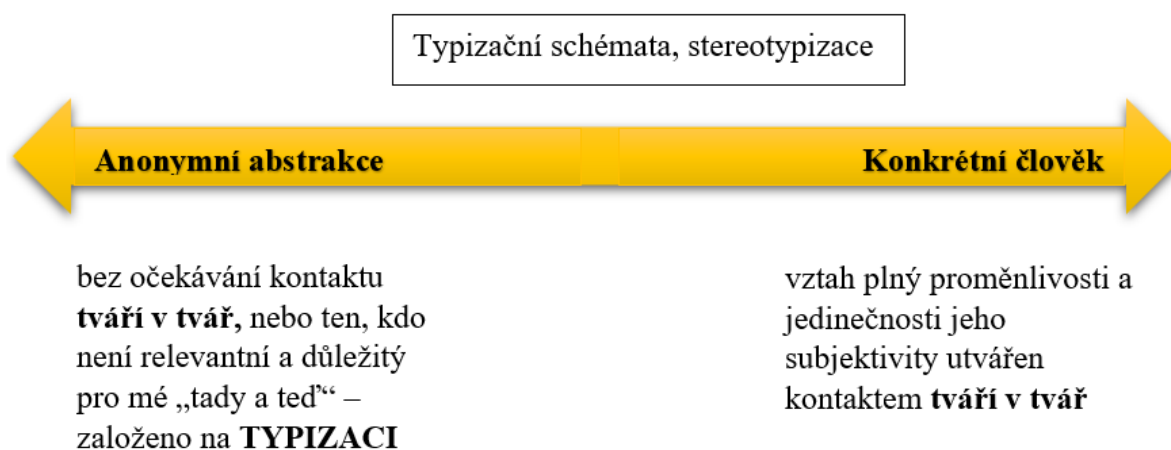 Typizační schémata, stereotypizace
Anonymní abstrakce
Konkrétní člověk
bez očekávání kontaktu
tváří v tvář, nebo ten, kdo
není relevantní a důležitý
pro mé „tady a teď““ –
založeno na TYPIZACI
vztah plný proměnlivosti a
jedinečnosti jeho
subjektivity utvářen
kontaktem tváří v tvář